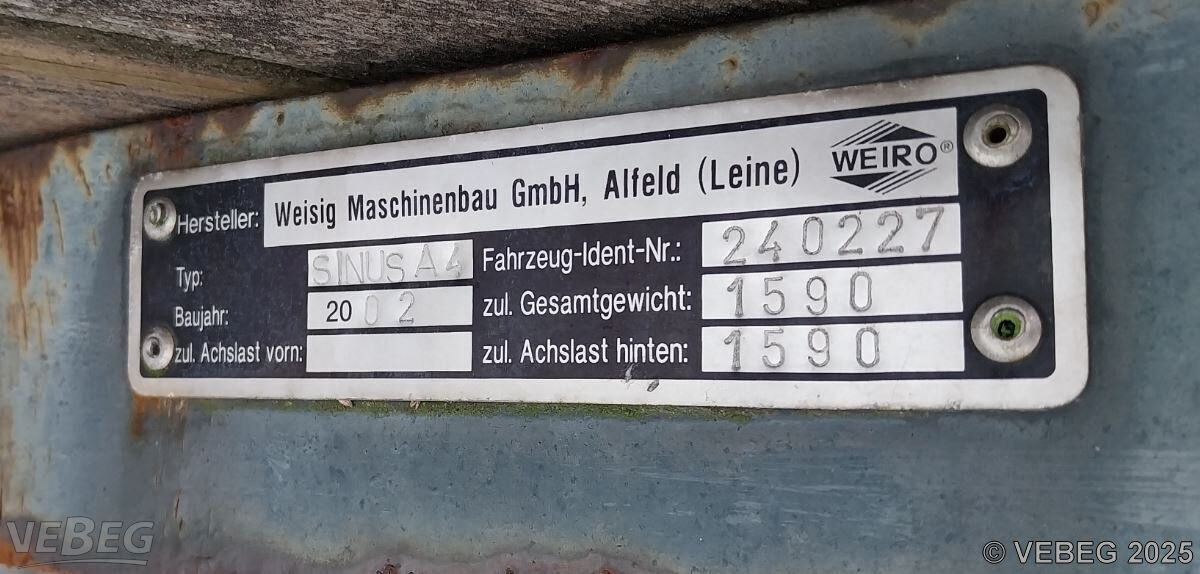 Hersteller: Weisig Maschinenbau GmbH, Alfeld (Leine) WEIRO®
Typ: SINUS A4 Fahrzeug-Ident-Nr.: 240227
Baujahr: 2002 zul. Gesamtgewicht: 1590
zul. Achslast vorn: zul. Achslast hinten: 1590
VEBEG
© VEBEG 2025